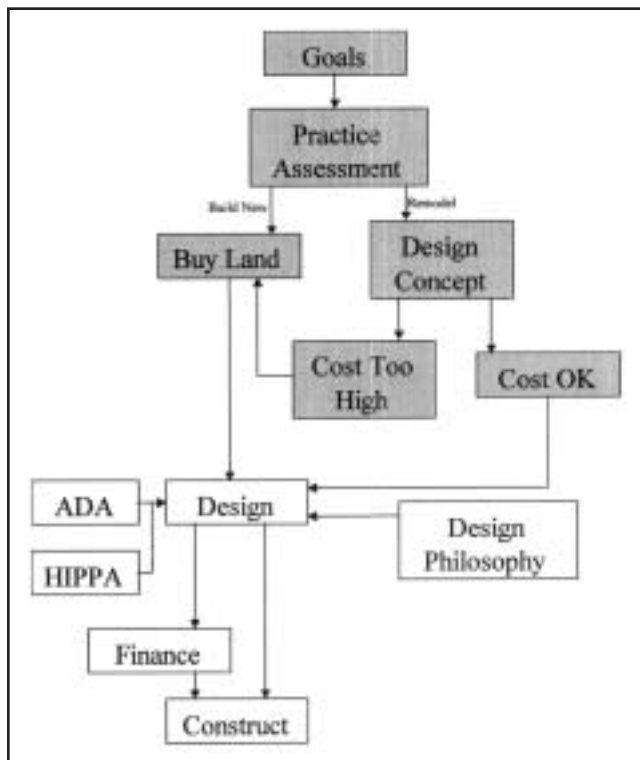 Goals
Practice
Assessment
Build New
Remodel
Buy Land
Design
Concept
Cost Too
High
Cost OK
ADA
Design
HIPPA
Design
Philosophy
Finance
Construct